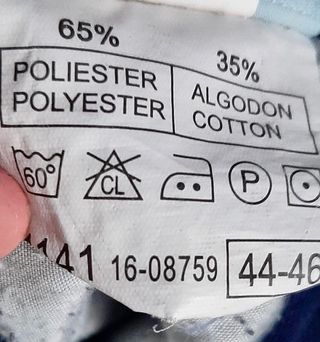 65% 35%
POLIESTER ALGODON
POLYESTER COTTON
60° CL P
141 16-08759 44-46